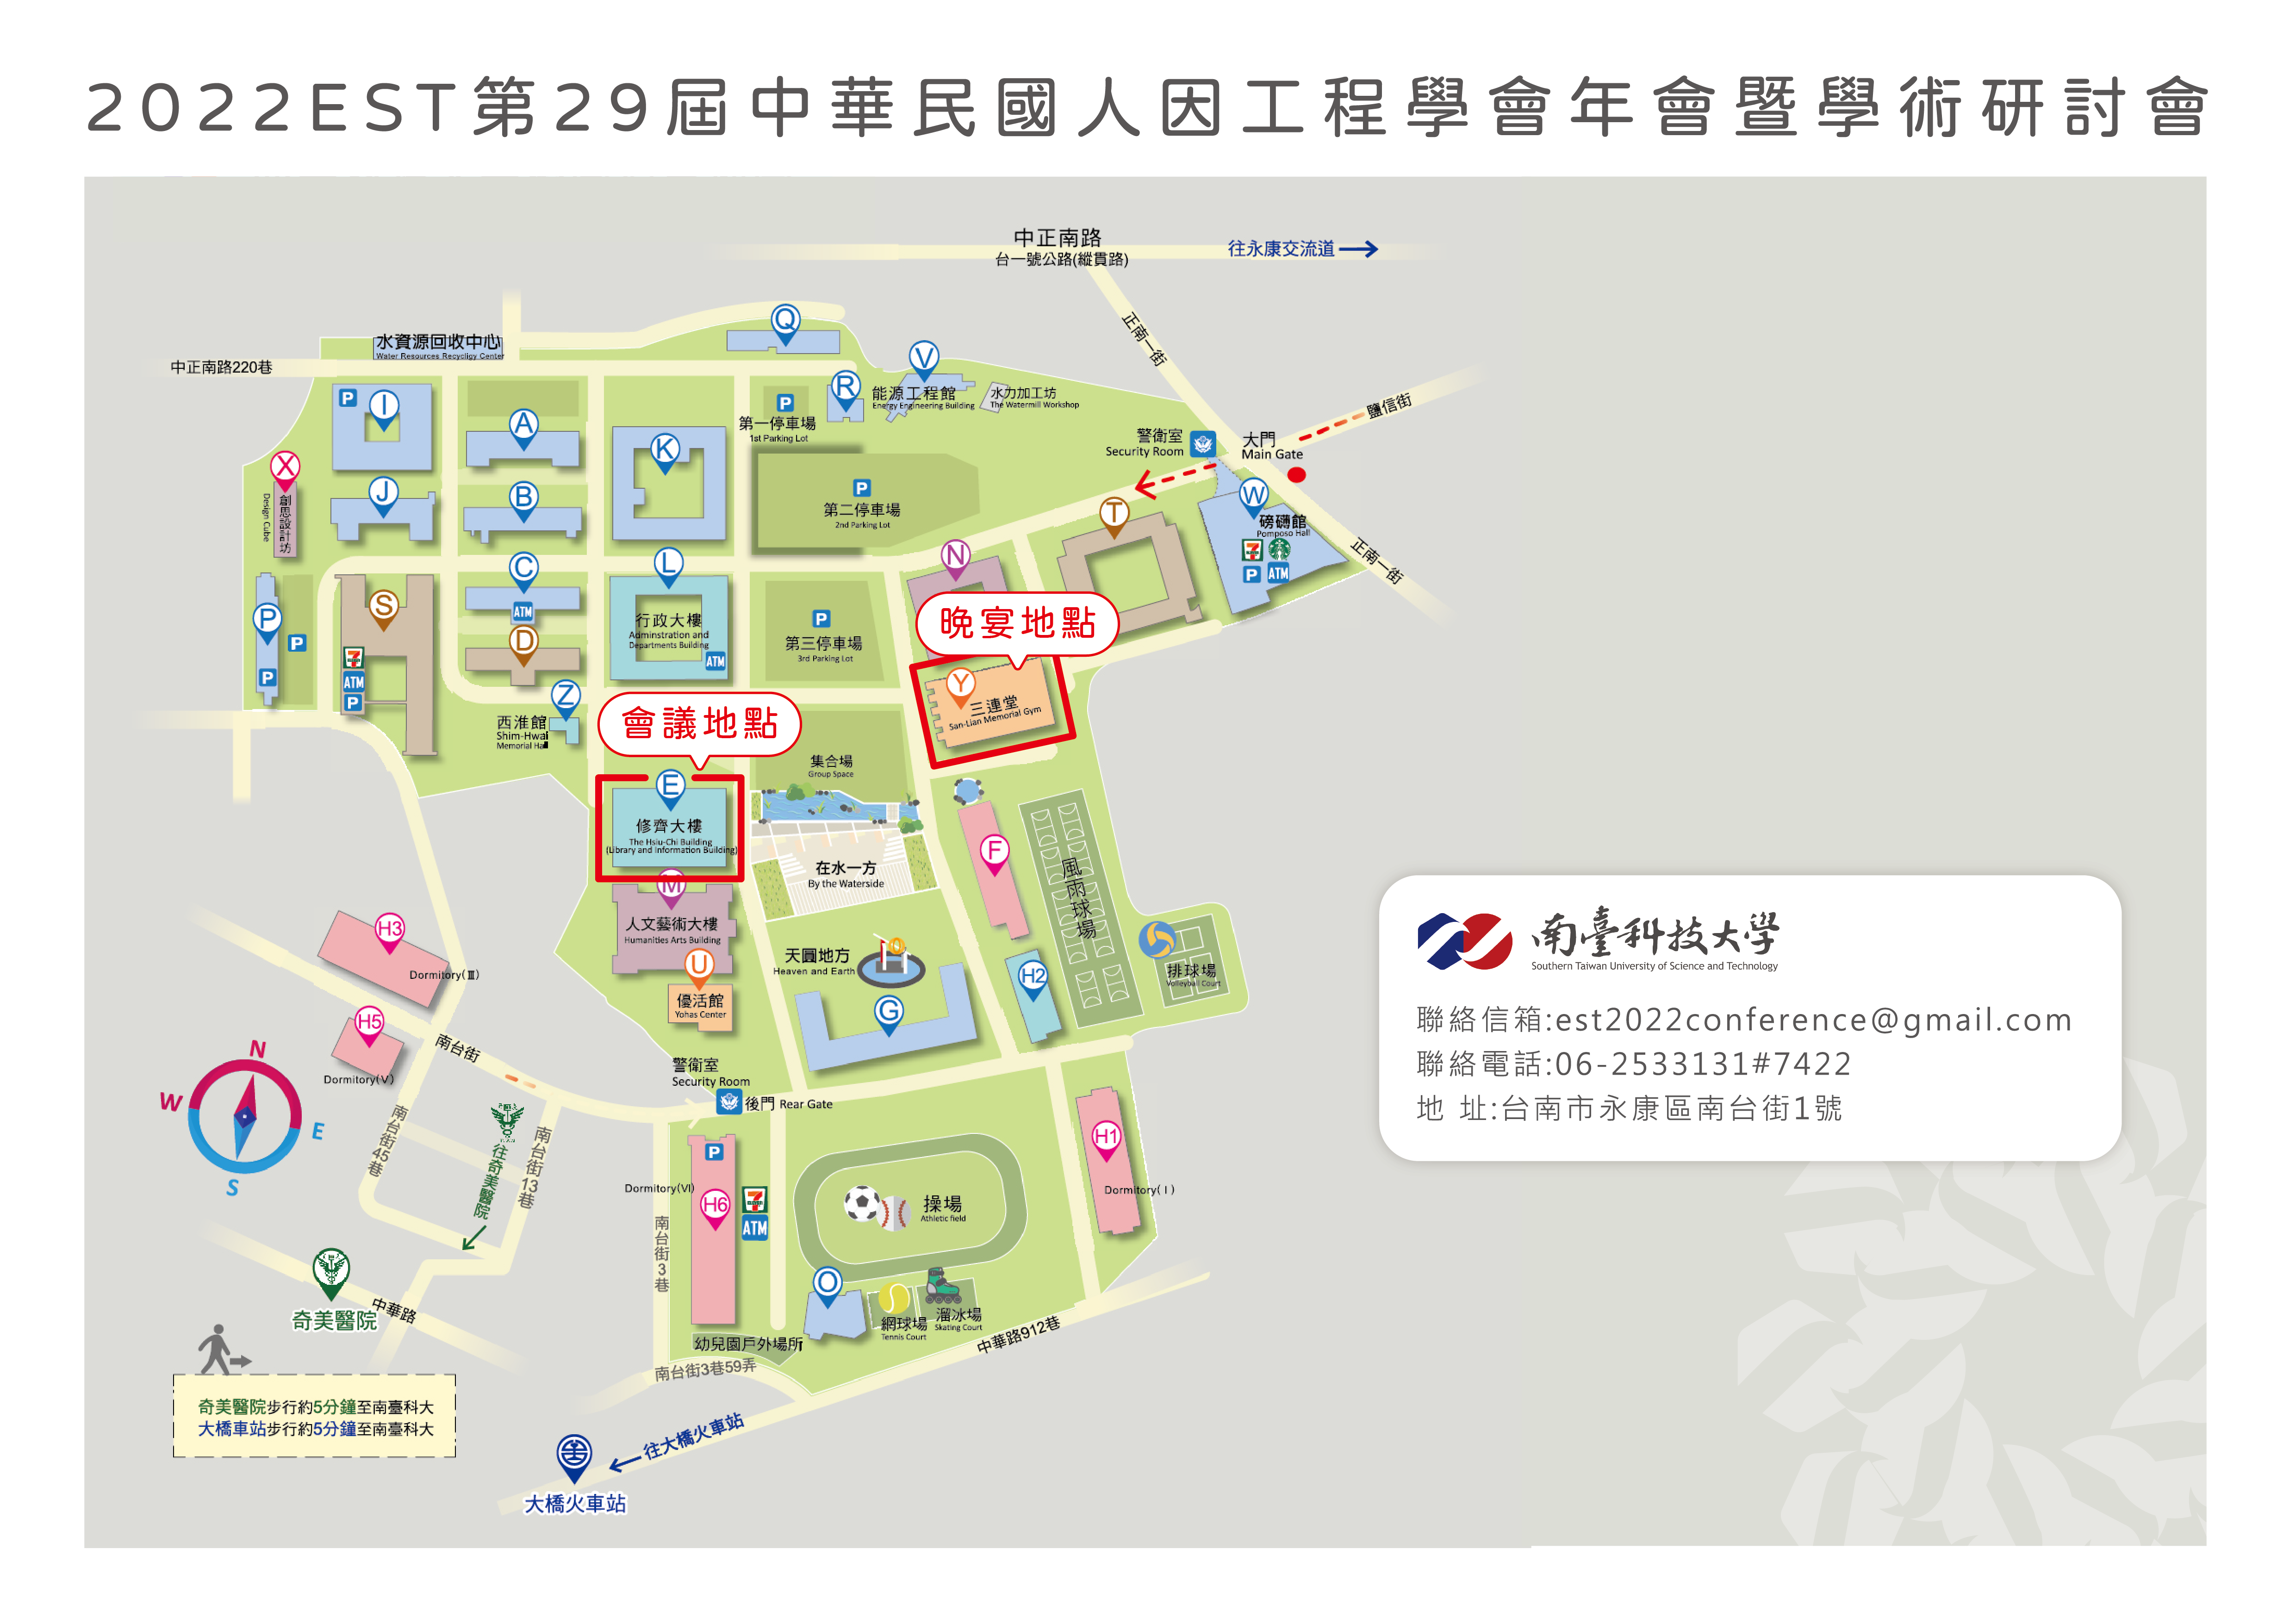 2022EST第29屆中華民國人因工程學會年會暨學術研討會
中正南路
台一號公路(縱貫路)
往永康交流道
正南一街
水資源回收中心
Water Resources Recycligy Center
中正南路220巷
Q
V
R
能源工程館
Energy Engineering Building
水力加工坊
The Watermill Workshop
鹽信街
P
I
A
K
P
第一停車場
1st Parking Lot
警衛室
Security Room
大門
Main Gate
X
創思設計坊
Design Cube
J
B
P
第二停車場
2nd Parking Lot
T
W
磅礴館
Pomposo Hall
7
P
ATM
正南一街
N
C
ATM
L
行政大樓
Adminstration and
Departments Building
ATM
P
第三停車場
3rd Parking Lot
晚宴地點
P
P
P
S
7
ATM
P
D
Z
西淮館
Shim-Hwai
Memorial Hall
Y
三連堂
San-Lian Memorial Gym
會議地點
集合場
Group Space
E
修齊大樓
The Hsiu-Chi Building
(Library and Information Building)
在水一方
By the Waterside
F
風雨球場
M
人文藝術大樓
Humanities Arts Building
U
優活館
Yohas Center
天圓地方
Heaven and Earth
G
H2
排球場
Volleyball Court
H3
Dormitory(Ⅲ)
H5
Dormitory(Ⅴ)
南台街
N
W
E
S
警衛室
Security Room
後門 Rear Gate
南台街45巷
往奇美醫院
南台街13巷
P
Dormitory(Ⅵ)
H6
7
ATM
南台街3巷
操場
Athletic field
H1
Dormitory(Ⅰ)
O
網球場
Tennis Court
溜冰場
Skating Court
幼兒園戶外場所
南台街3巷59弄
中華路912巷
奇美醫院
中華路
奇美醫院步行約5分鐘至南臺科大
大橋車站步行約5分鐘至南臺科大
往大橋火車站
大橋火車站
南臺科技大學
Southern Taiwan University of Science and Technology
聯絡信箱:est2022conference@gmail.com
聯絡電話:06-2533131#7422
地 址:台南市永康區南台街1號